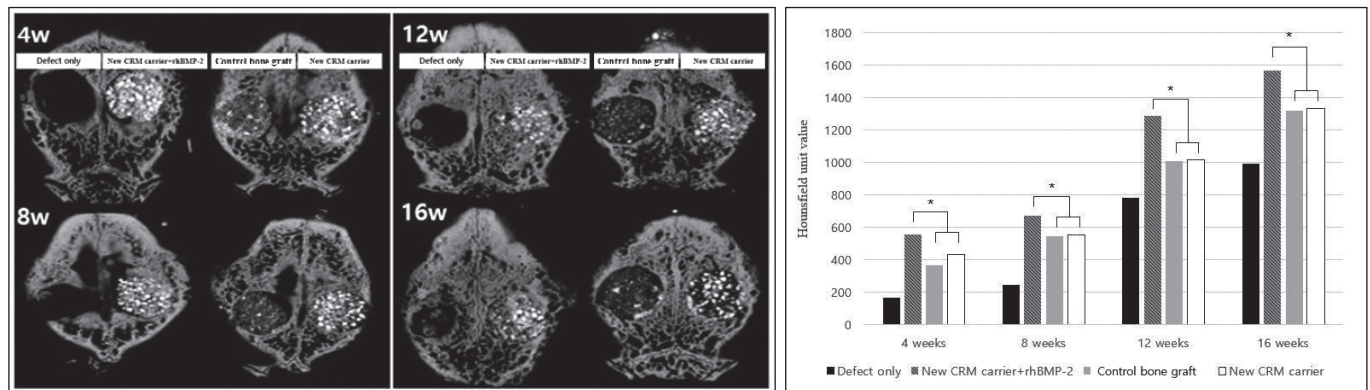 4w
Defect only New CRM carrier+rhBMP-2 Control bone graft New CRM carrier
12w
Defect only New CRM carrier+rhBMP-2 Control bone graft New CRM carrier
8w
16w
Hounsfield unit value
1800
1600
1400
1200
1000
800
600
400
200
0
*
*
*
*
4 weeks 8 weeks 12 weeks 16 weeks
Defect only New CRM carrier+rhBMP-2 Control bone graft New CRM carrier